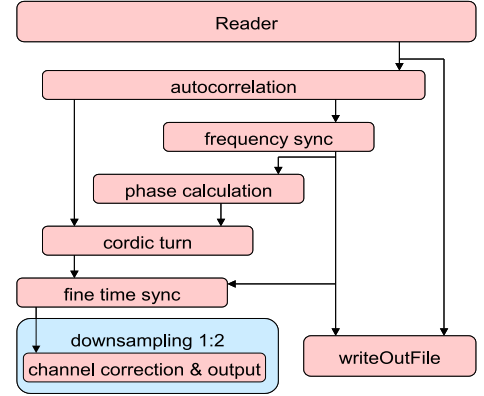 Reader
autocorrelation
frequency sync
phase calculation
cordic turn
fine time sync
downsampling 1:2
writeOutFile
channel correction & output